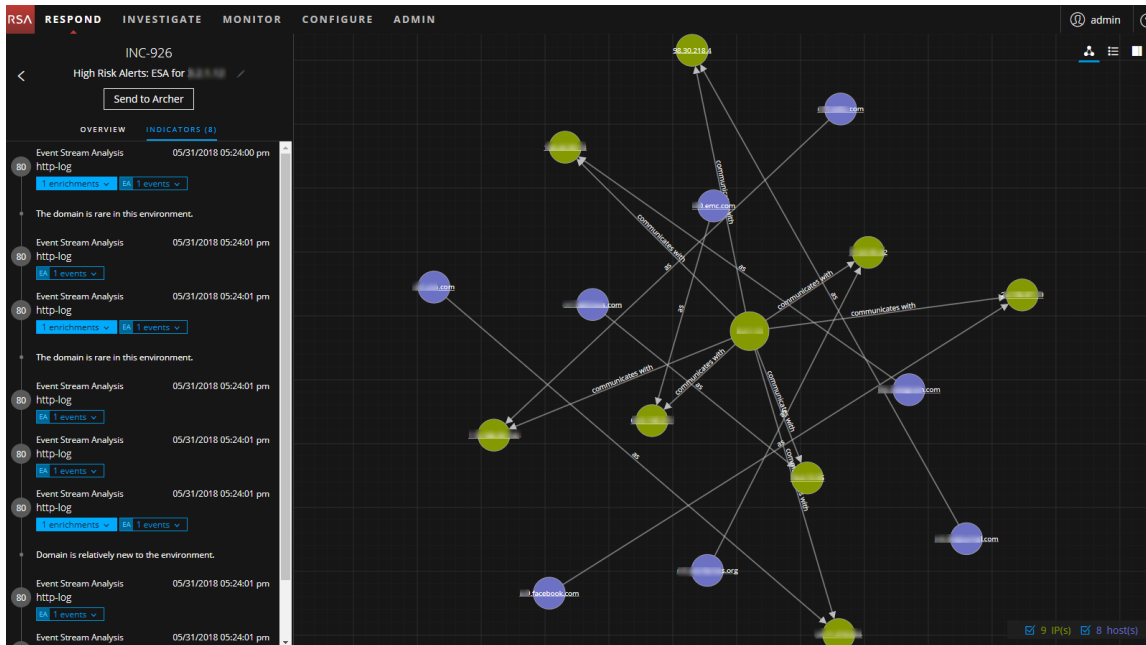 RSA RESPOND INVESTIGATE MONITOR CONFIGURE ADMIN admin
INC-926
High Risk Alerts: ESA for
Send to Archer
OVERVIEW INDICATORS (8)
Event Stream Analysis 05/31/2018 05:24:00 pm
80 http-log
1 enrichments EA 1 events
The domain is rare in this environment.
Event Stream Analysis 05/31/2018 05:24:01 pm
80 http-log
EA 1 events
Event Stream Analysis 05/31/2018 05:24:01 pm
80 http-log
1 enrichments EA 1 events
The domain is rare in this environment.
Event Stream Analysis 05/31/2018 05:24:01 pm
80 http-log
EA 1 events
Event Stream Analysis 05/31/2018 05:24:01 pm
80 http-log
EA 1 events
Event Stream Analysis 05/31/2018 05:24:01 pm
80 http-log
1 enrichments EA 1 events
Domain is relatively new to the environment.
Event Stream Analysis 05/31/2018 05:24:01 pm
80 http-log
EA 1 events
Event Stream Analysis 05/31/2018 05:24:01 pm
98.30.218.4
.com
communicates with
.emc.com
communicates with
as
as
communicates with
.com
.com
as
as
communicates with
communicates with
communicates with
as
communicates with
.com
as
as
as
communicates with
.com
.org
.facebook.com
9 IP(s) 8 host(s)